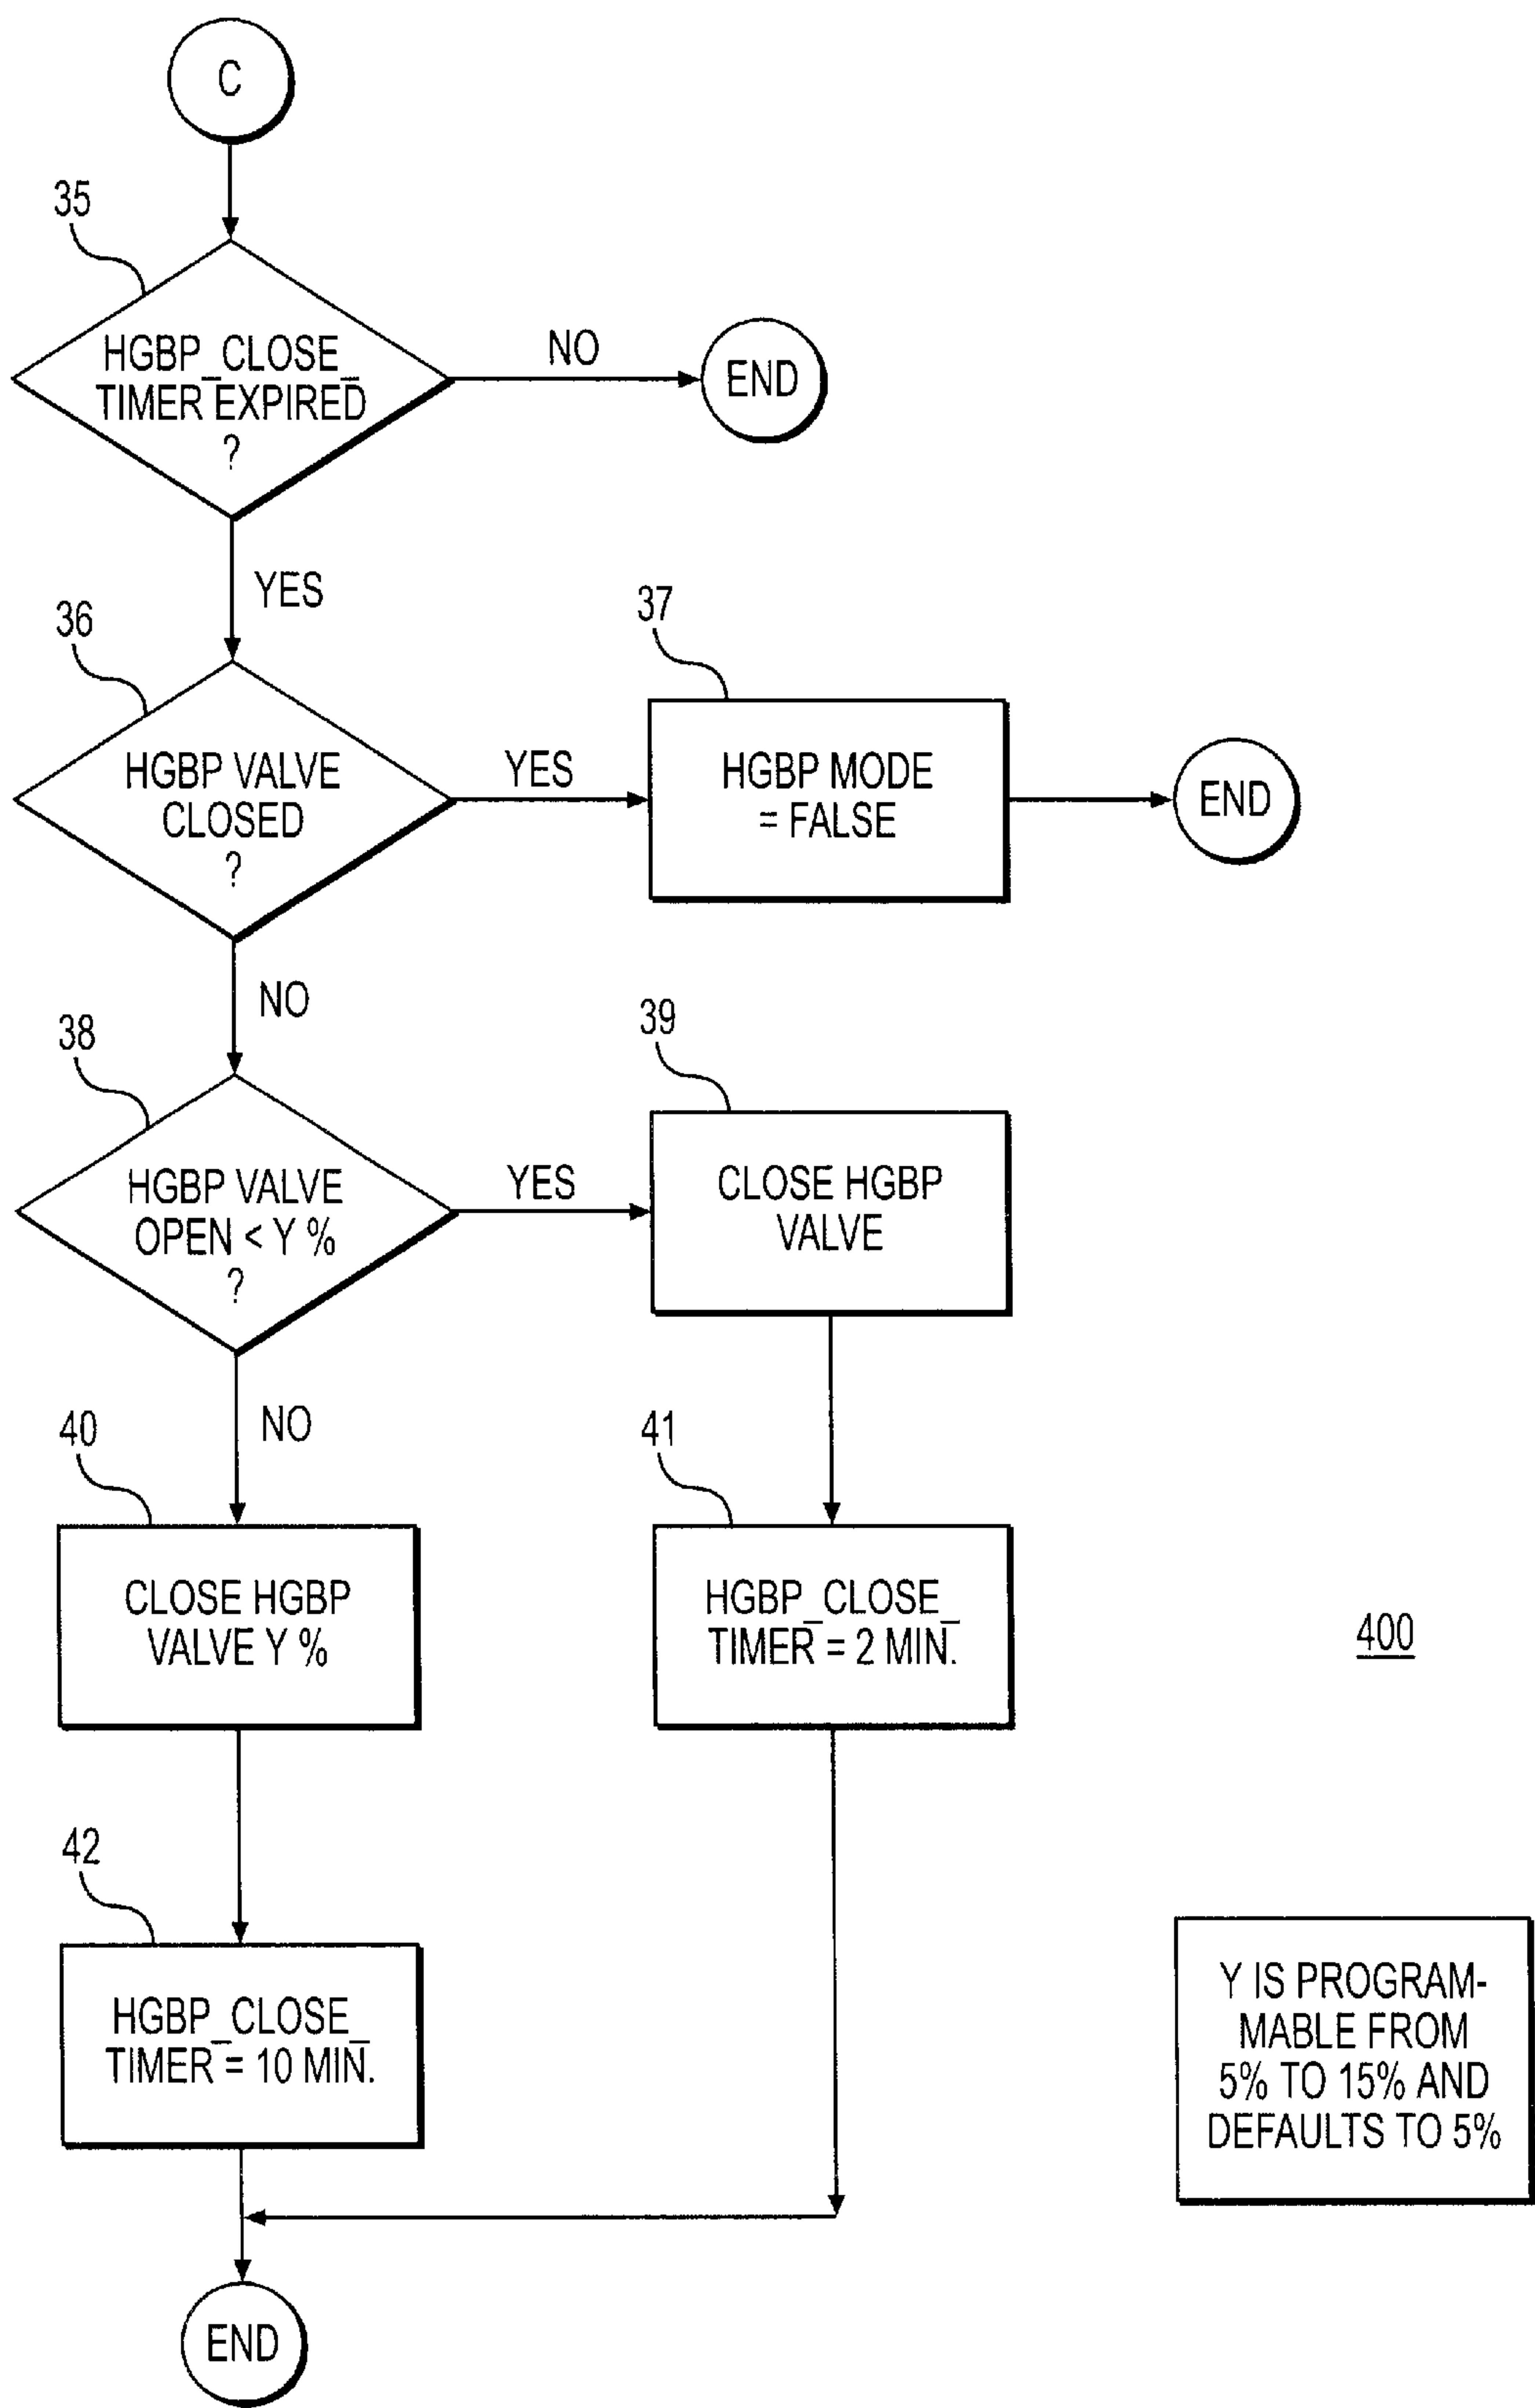 C
35
HGBP_CLOSE_
TIMER EXPIRED
?
NO
END
YES
36
HGBP VALVE
CLOSED
?
YES
37
HGBP MODE
= FALSE
END
NO
38
HGBP VALVE
OPEN < Y %
?
YES
39
CLOSE HGBP
VALVE
NO
40
CLOSE HGBP
VALVE Y %
41
HGBP_CLOSE_
TIMER = 2 MIN.
400
42
HGBP_CLOSE_
TIMER = 10 MIN.
Y IS PROGRAM-
MABLE FROM
5% TO 15% AND
DEFAULTS TO 5%
END